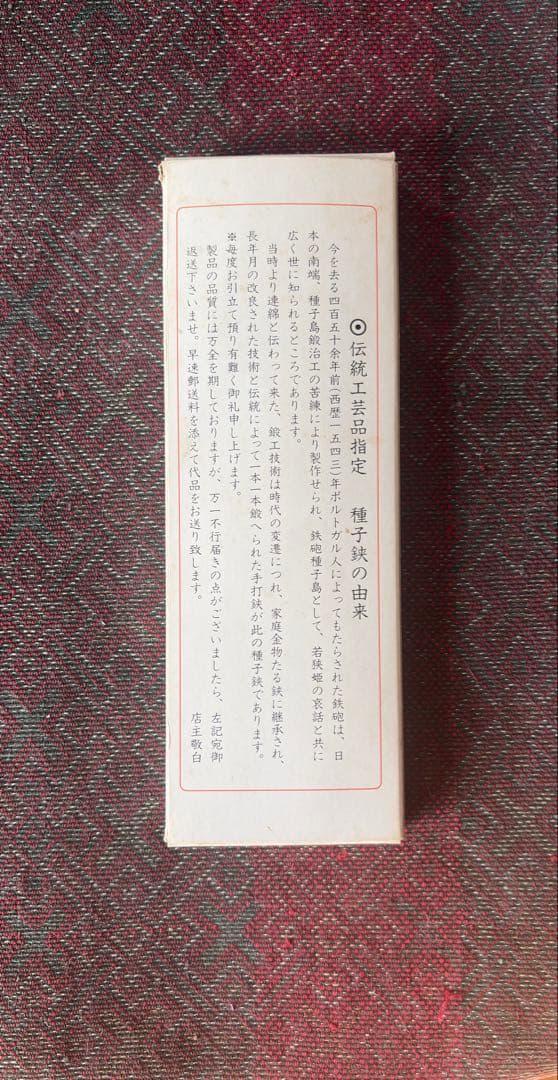 ◉伝統工芸品指定　種子鋏の由来
今を去る四百五十余年前(西歴一五四三)年ポルトガル人によってもたらされた鉄砲は、日
本の南端、種子島鍛冶工の苦練により製作せられ、鉄砲種子島として、若狭姫の哀話と共に
広く世に知られるところであります。
当時より連綿と伝わって来た、鍛工技術は時代の変遷につれ、家庭金物たる鋏に継承され、
長年月の改良された技術と伝統によって一本一本鍛へられた手打鋏が此の種子鋏であります。
※毎度お引立て預り有難く御礼申し上げます。
製品の品質には万全を期しておりますが、万一不行届きの点がございましたら、左記宛御
返送下さいませ。早速郵送料を添えて代品をお送り致します。　店主敬白